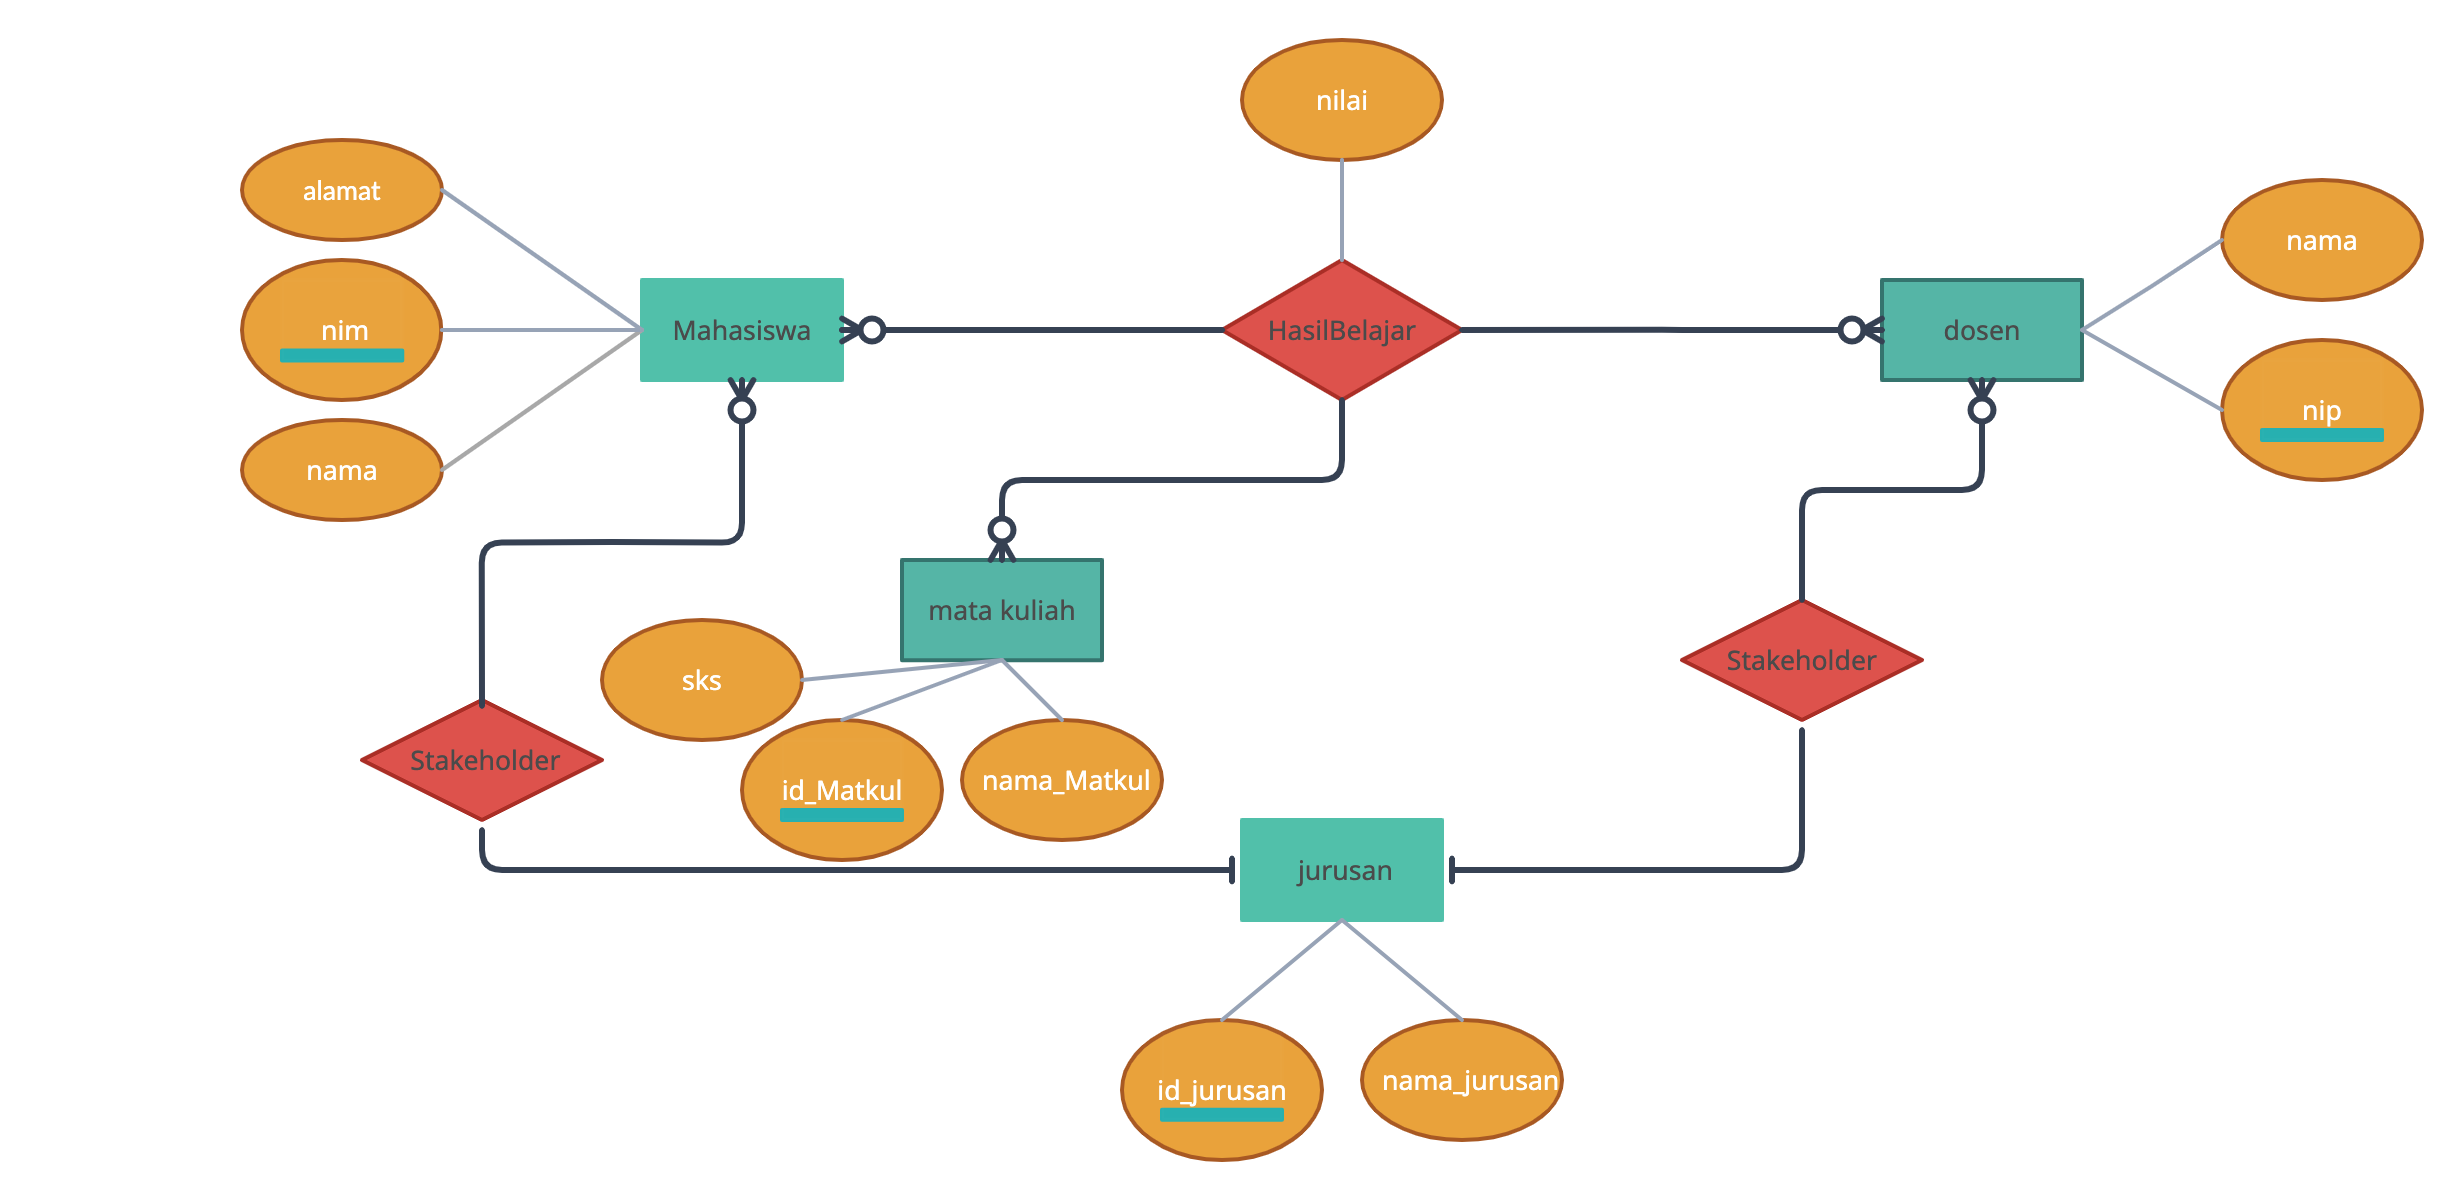 nilai
alamat
nama
nim
Mahasiswa
HasilBelajar
dosen
nip
nama
mata kuliah
sks
Stakeholder
Stakeholder
id_Matkul
nama_Matkul
jurusan
id_jurusan
nama_jurusan